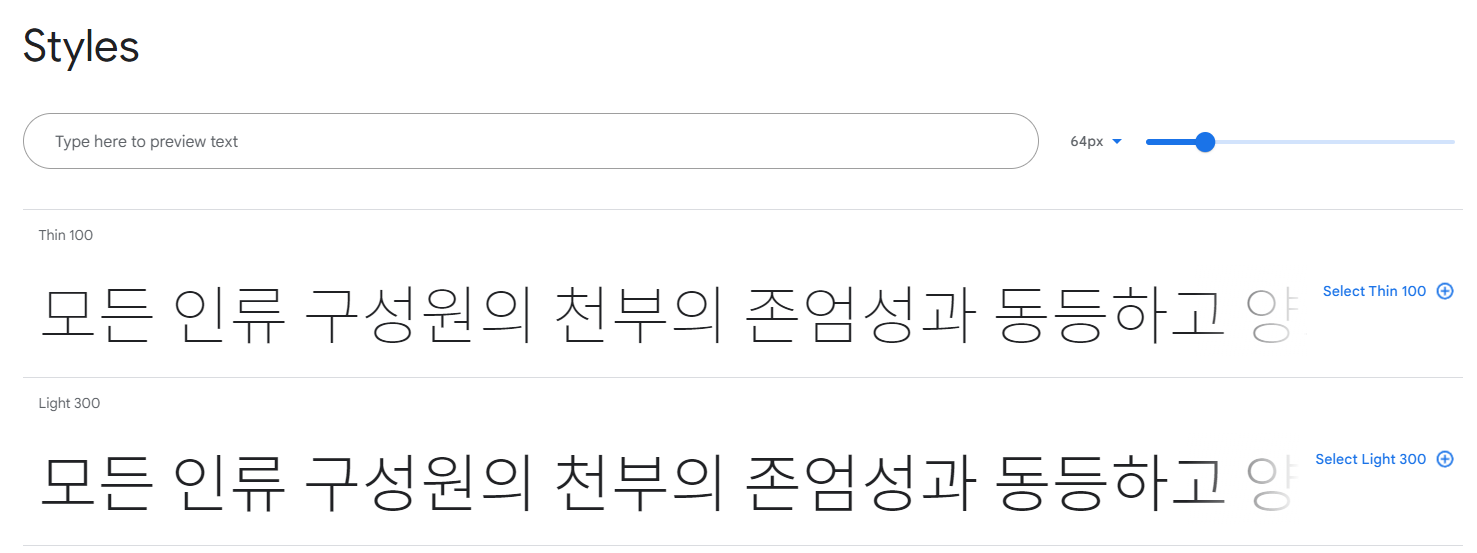 Styles
Type here to preview text
64px
Thin 100
모든 인류 구성원의 천부의 존엄성과 동등하고
Select Thin 100
Light 300
모든 인류 구성원의 천부의 존엄성과 동등하고
Select Light 300